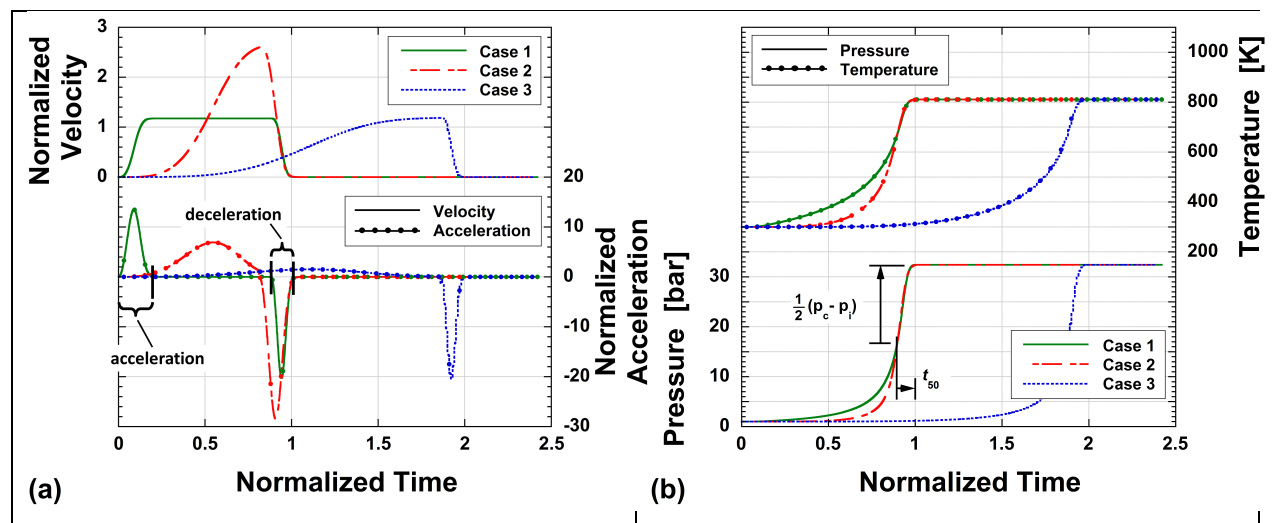 3
2
1
0
Normalized
Velocity
Case 1
Case 2
Case 3
20
10
0
-10
-20
-30
Normalized
Acceleration
deceleration
Velocity
Acceleration
acceleration
0
0.5
1
1.5
2
2.5
Normalized Time
(a)
Pressure
Temperature
1000
800
600
400
200
Temperature [K]
30
20
10
0
Pressure [bar]
1/2 (pc - pi)
t50
Case 1
Case 2
Case 3
0
0.5
1
1.5
2
2.5
Normalized Time
(b)